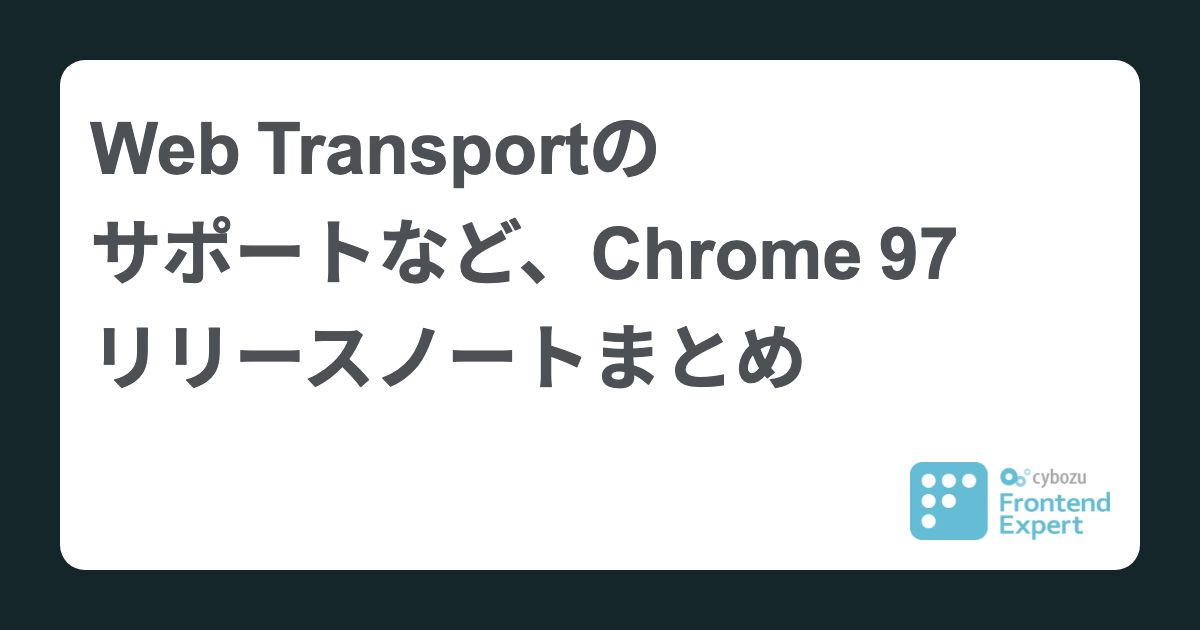 Web Transportの
サポートなど、Chrome 97
リリースノートまとめ
cybozu
Frontend
Expert